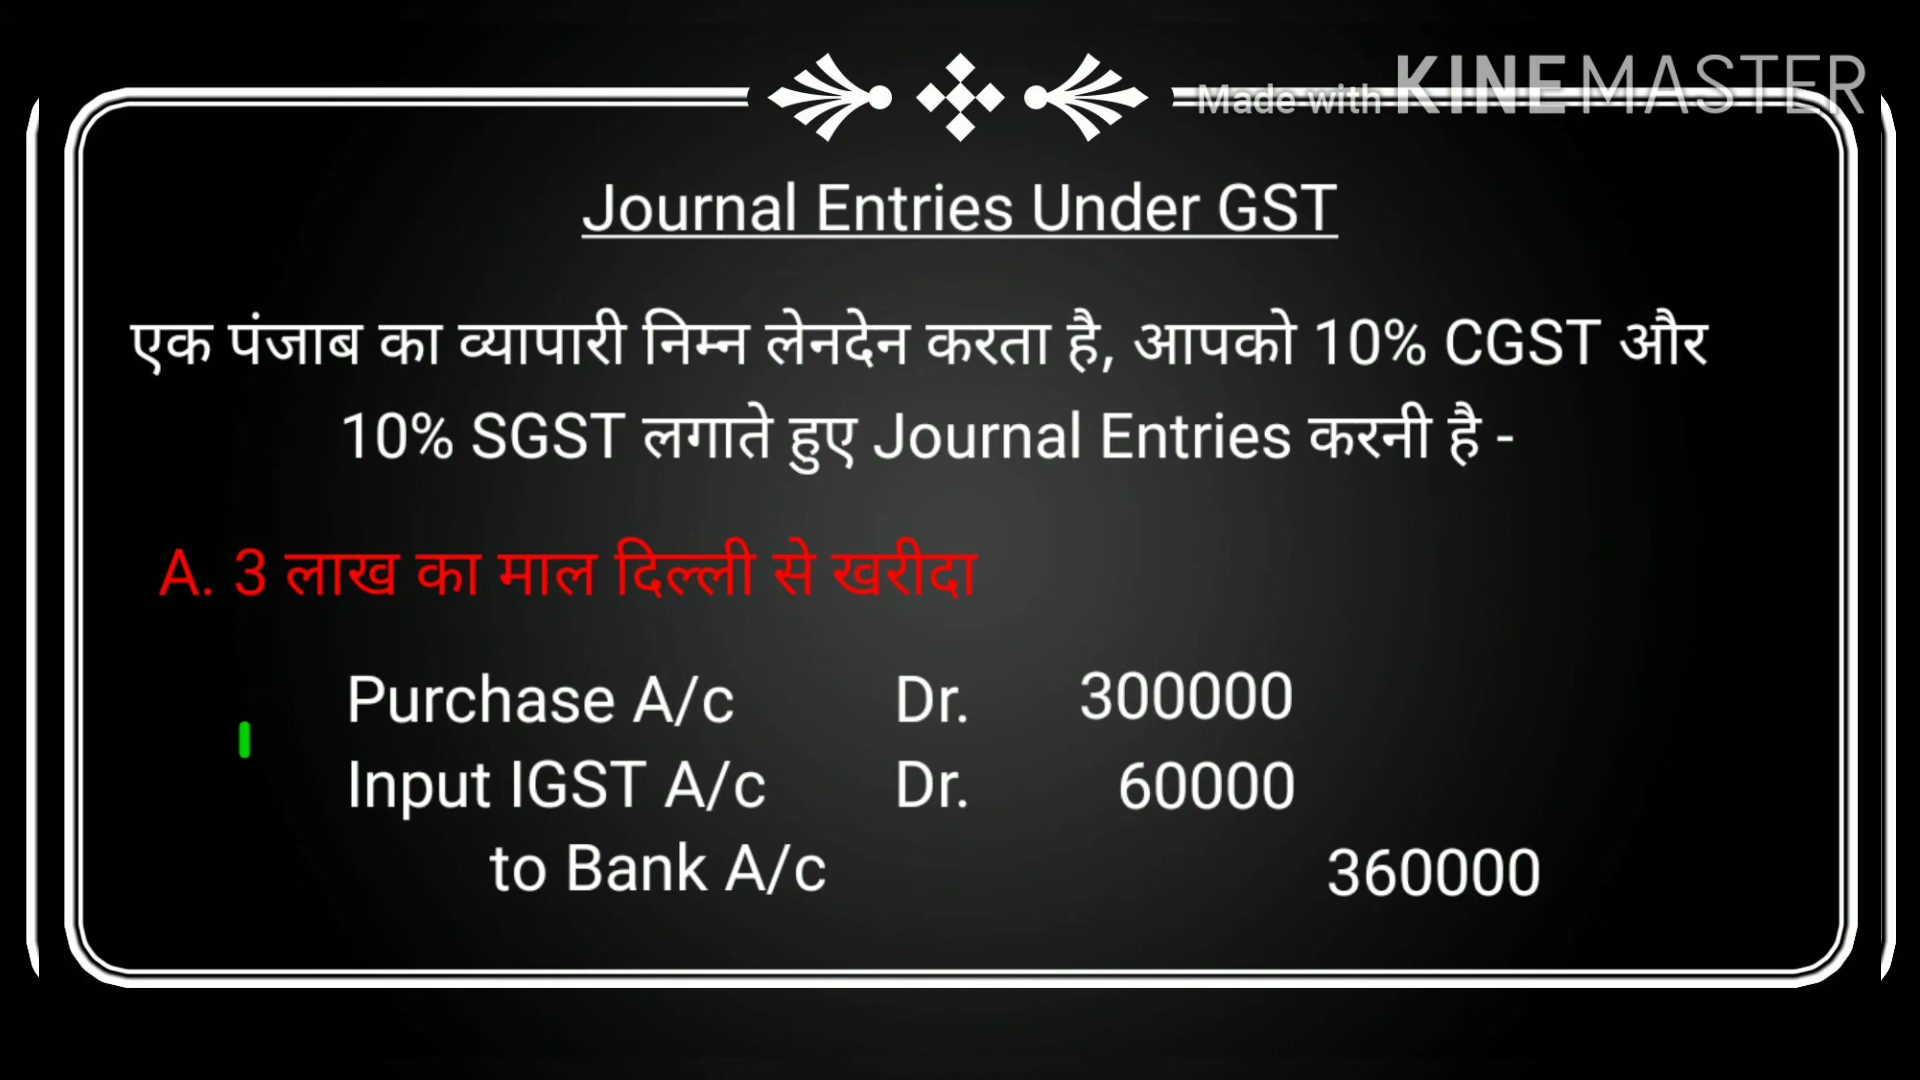 Made with KINEMASTER
Journal Entries Under GST
एक पंजाब का व्यापारी निम्न लेनदेन करता है, आपको 10% CGST और
10% SGST लगाते हुए Journal Entries करनी है -
A. 3 लाख का माल दिल्ली से खरीदा
Purchase A/c Dr. 300000
Input IGST A/c Dr. 60000
to Bank A/c 360000